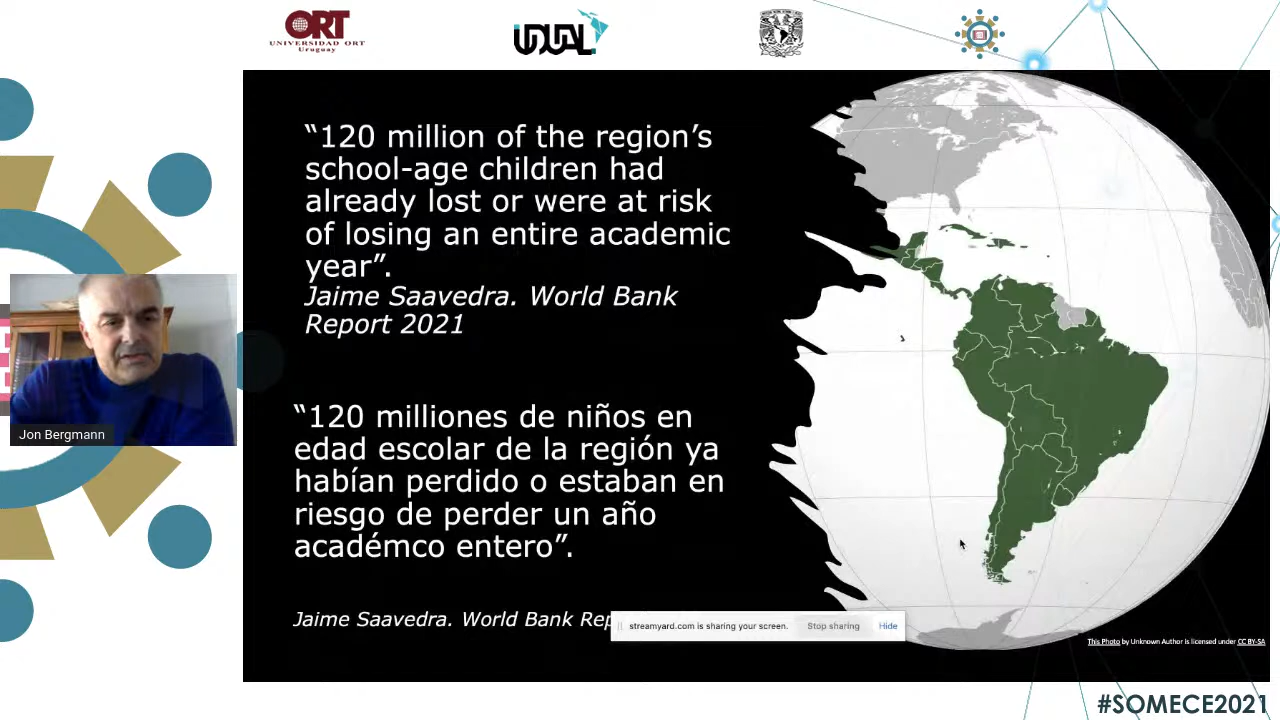 ORT
UNIVERSIDAD ORT
Uruguay
UDUAL
“120 million of the region’s
school-age children had
already lost or were at risk
of losing an entire academic
year”.
Jaime Saavedra. World Bank
Report 2021
“120 milliones de niños en
edad escolar de la región ya
habían perdido o estaban en
riesgo de perder un año
académco entero”.
Jaime Saavedra. World Bank Rep
streamyard.com is sharing your screen. Stop sharing Hide
This Photo by Unknown Author is licensed under CC BY-SA
Jon Bergmann
#SOMECE2021